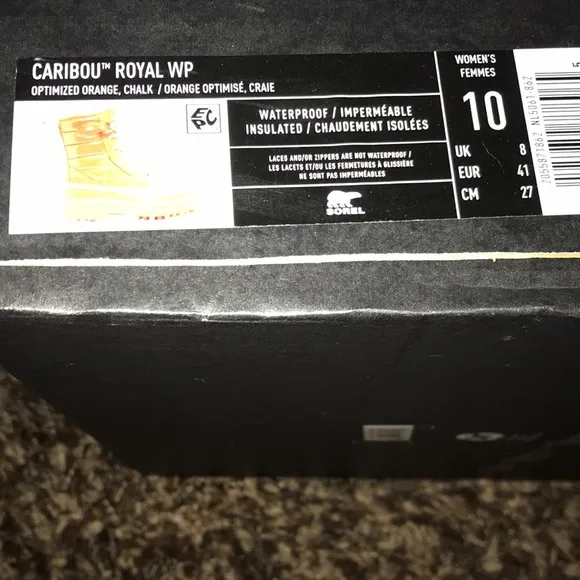 CARIBOU™ ROYAL WP
OPTIMIZED ORANGE, CHALK / ORANGE OPTIMISÉ, CRAIE
EPC
WATERPROOF / IMPERMÉABLE
INSULATED / CHAUDEMENT ISOLÉES
LACES AND/OR ZIPPERS ARE NOT WATERPROOF/
LES LACETS ET/OU LES FERMETURES À GLISSIÈRE
NE SONT PAS IMPERMÉABLES
SOREL
WOMEN'S
FEMMES
10
UK 8
EUR 41
CM 27